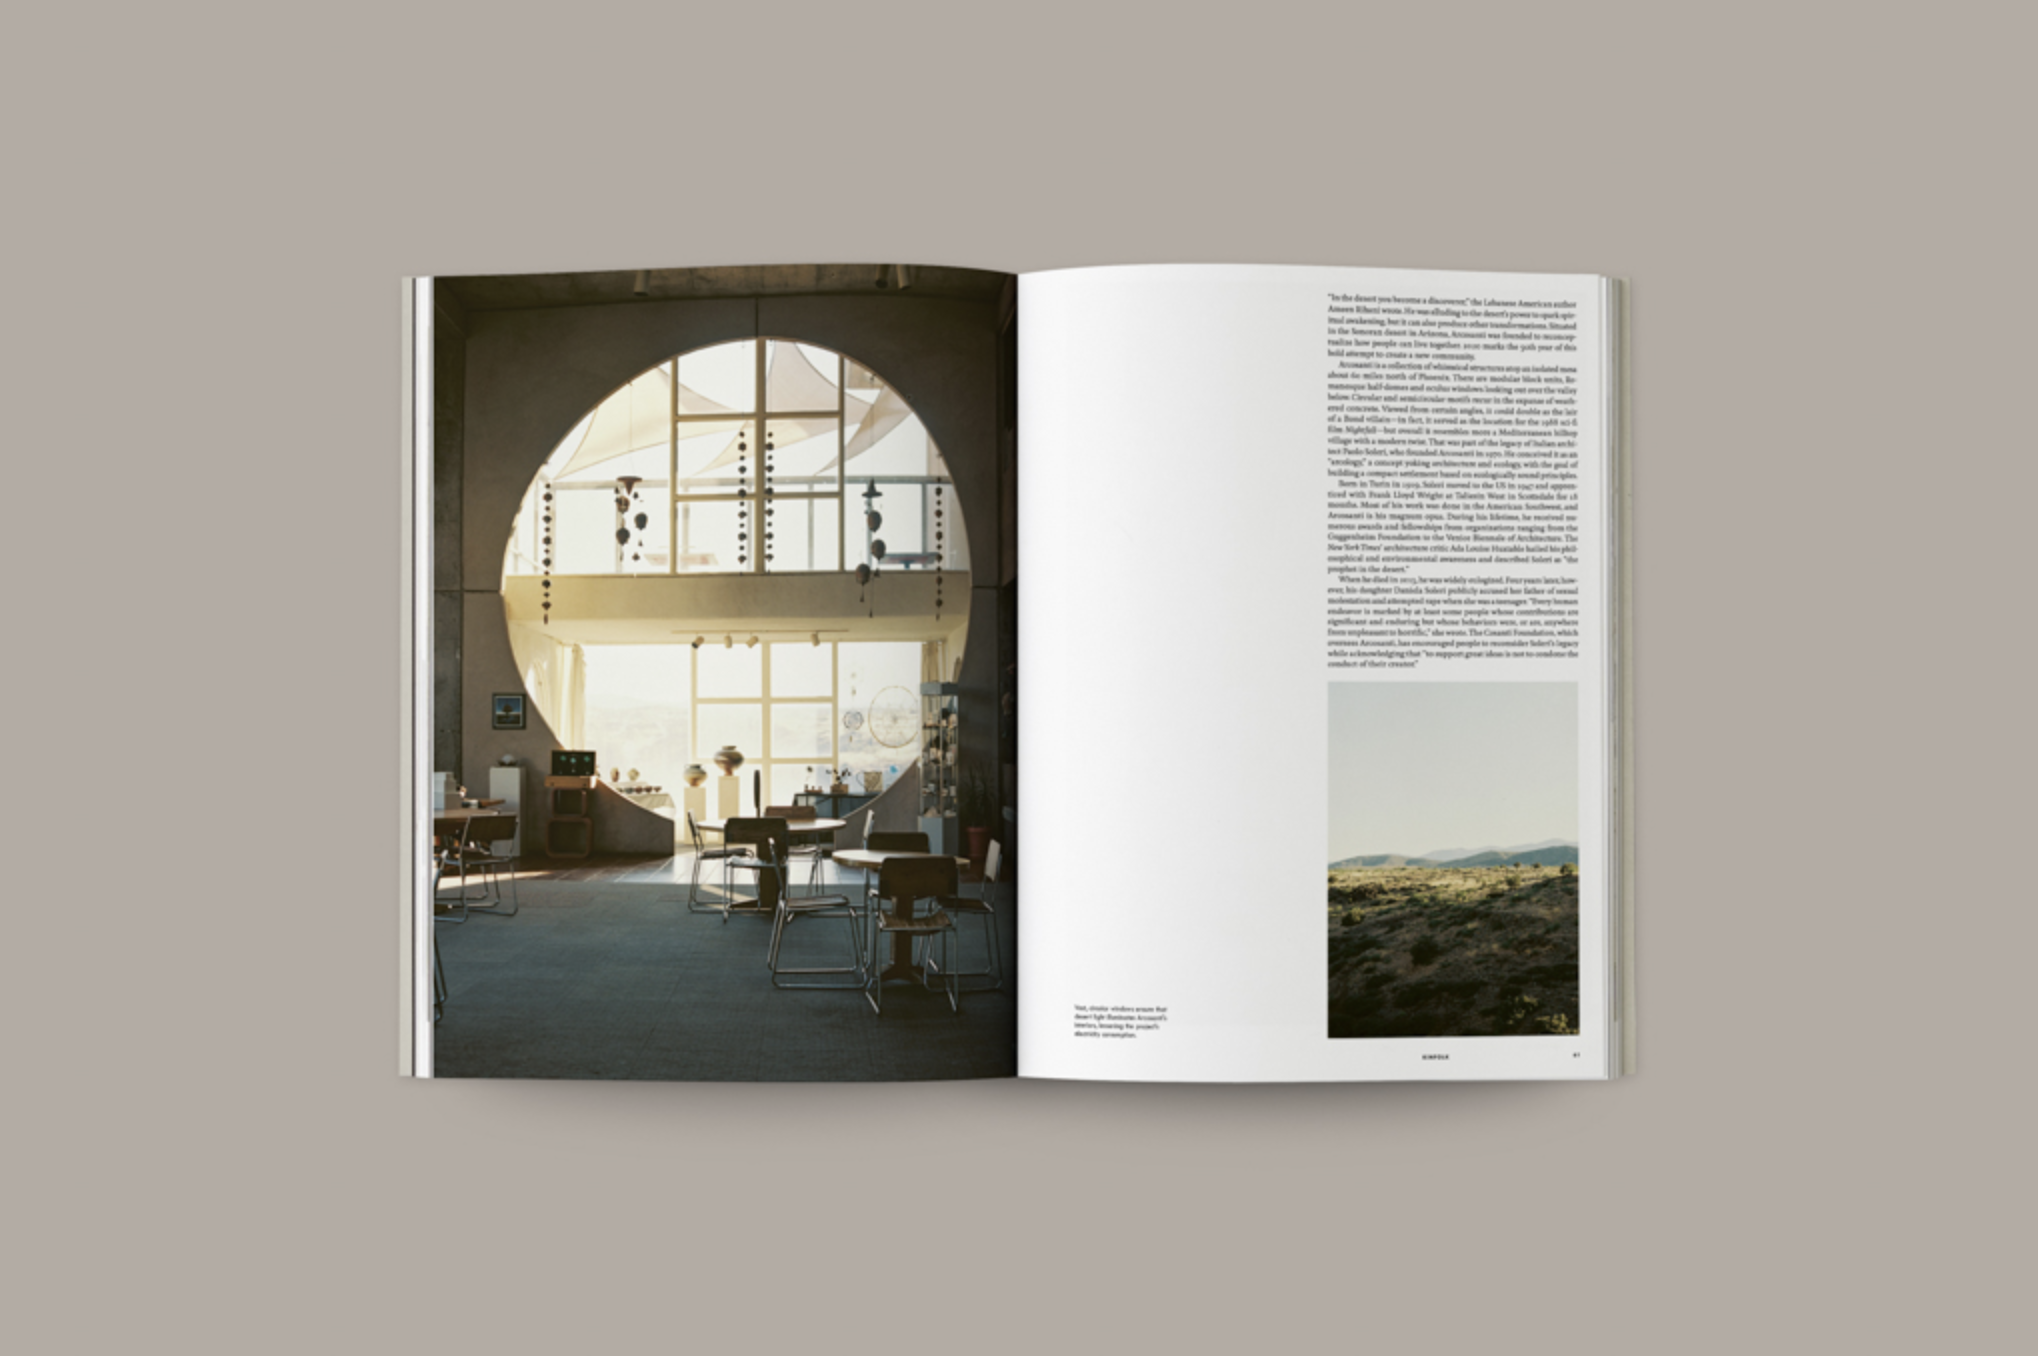 "In the desert you become a discoverer," the Lebanese American author
Ameen Rihani wrote. He was alluding to the desert's power to spark spir-
itual awakening, but it can also produce other transformations. Situated
in the Sonoran desert in Arizona, Arcosanti was founded to reconcep-
tualize how people can live together. 2020 marks the 50th year of this
bold attempt to create a new community.
Arcosanti is a collection of whimsical structures atop an isolated mesa
about 60 miles north of Phoenix. There are modular block units, Ro-
manesque half-domes and ocular windows looking out over the valley
below. Circular and semicircular motifs recur in the expanse of weath-
ered concrete. Viewed from certain angles, it could double as the lair
of a Bond villain—in fact, it served as the location for the 1988 sci-fi
film Nightfall—but overall it resembles more a Mediterranean hilltop
village with a modern twist. That was part of the legacy of Italian archi-
tect Paolo Soleri, who founded Arcosanti in 1970. He conceived it as an
"arcology," a concept yoking architecture and ecology, with the goal of
building a compact settlement based on ecologically sound principles.
Born in Turin in 1919, Soleri moved to the US in 1947 and appren-
ticed with Frank Lloyd Wright at Taliesin West in Scottsdale for 18
months. Most of his work was done in the American Southwest, and
Arcosanti is his magnum opus. During his lifetime, he received nu-
merous awards and fellowships from organizations ranging from the
Guggenheim Foundation to the Venice Biennale of Architecture. The
New York Times' architecture critic Ada Louise Huxtable hailed his phil-
osophical and environmental awareness and described Soleri as "the
prophet in the desert."
When he died in 2013, he was widely eulogized. Four years later, how-
ever, his daughter Daniela Soleri publicly accused her father of sexual
molestation and attempted rape when she was a teenager. "Every human
endeavor is marked by at least some people whose contributions are
significant and enduring but whose behaviors were, or are, anywhere
from unpleasant to horrific," she wrote. The Cosanti Foundation, which
oversees Arcosanti, has encouraged people to reconsider Soleri's legacy
while acknowledging that "to support great ideas is not to condone the
conduct of their creator."
Vast, circular windows ensure that
desert light illuminates Arcosanti's
interiors, lessening the project's
electricity consumption.
KINFOLK